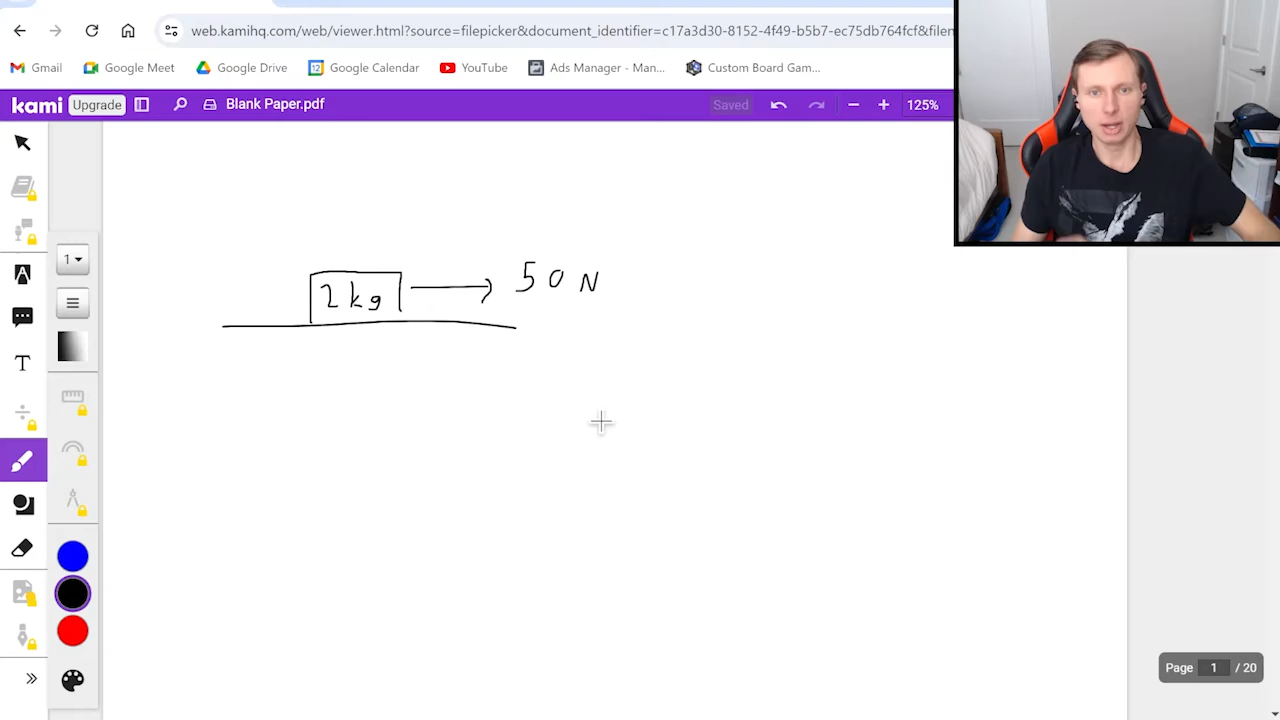 web.kamihq.com/web/viewer.html?source=filepicker&document_identifier=c17a3d30-8152-4f49-b5b7-ec75db764fcf&filen
Gmail Google Meet Google Drive Google Calendar YouTube Ads Manager - Man... Custom Board Gam...
kami Upgrade Blank Paper.pdf Saved 125%
1
2 kg 50 N
Page 1 / 20